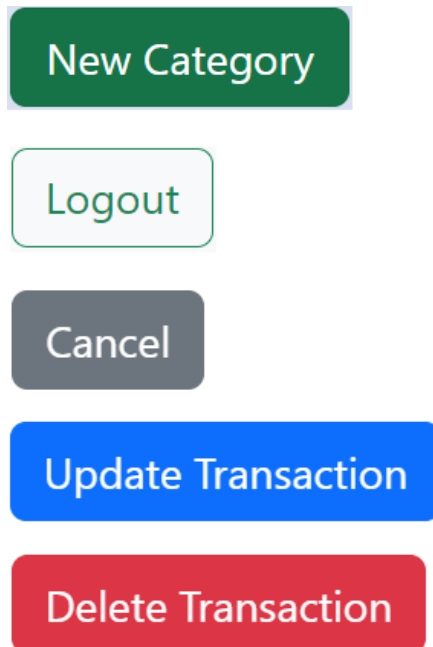 New Category
Logout
Cancel
Update Transaction
Delete Transaction